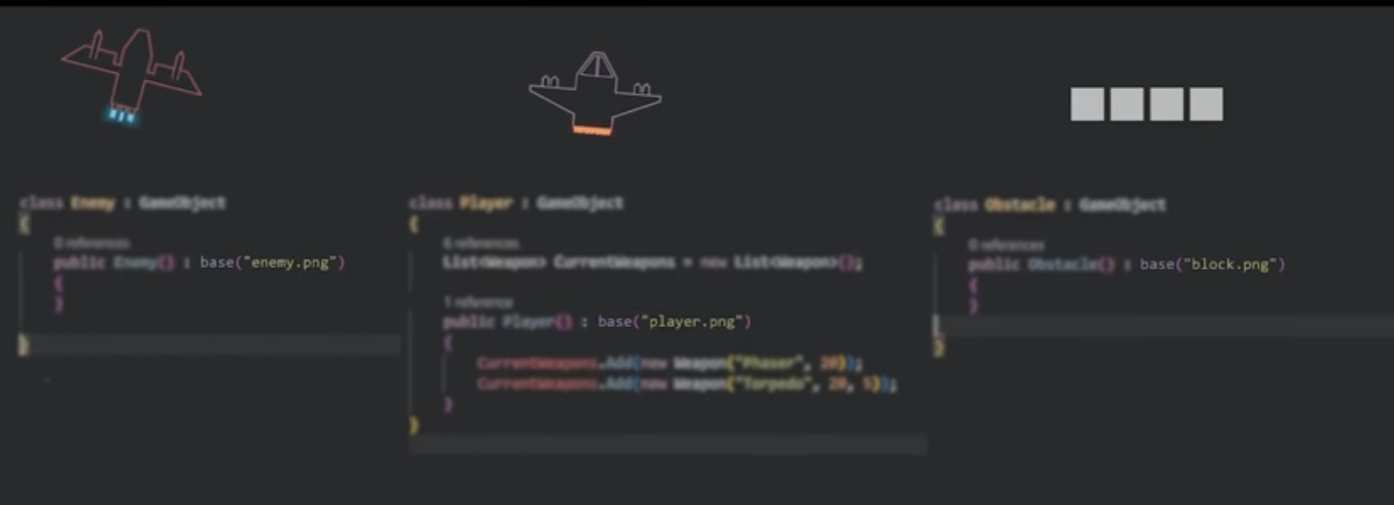 class Enemy : GameObject
{
0 references
public Enemy() : base("enemy.png")
{
}
}
class Player : GameObject
{
6 references
List<Weapon> CurrentWeapons = new List<Weapon>();
1 reference
public Player() : base("player.png")
{
CurrentWeapons.Add(new Weapon("Phaser", 20));
CurrentWeapons.Add(new Weapon("Torpedo", 20, 5));
}
}
class Obstacle : GameObject
{
0 references
public Obstacle() : base("block.png")
{
}
}